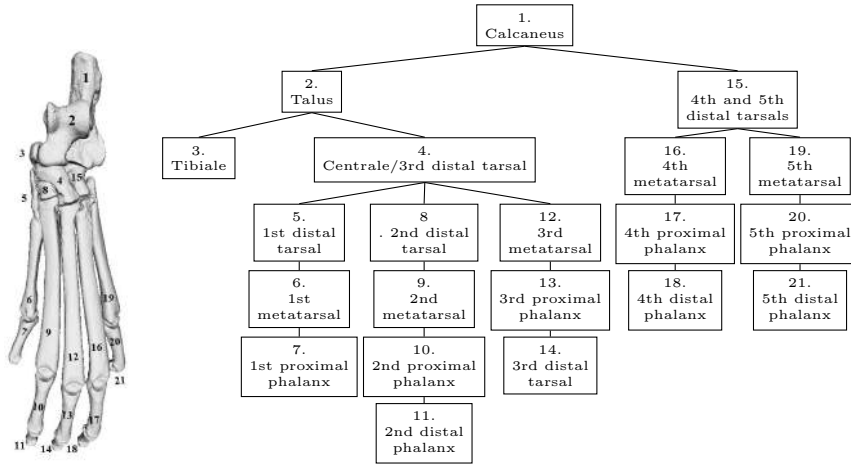 1.
Calcaneus
2.
Talus
15.
4th and 5th
distal tarsals
3.
Tibiale
4.
Centrale/3rd distal tarsal
16.
4th
metatarsal
19.
5th
metatarsal
5.
1st distal
tarsal
8
. 2nd distal
tarsal
12.
3rd
metatarsal
17.
4th proximal
phalanx
20.
5th proximal
phalanx
6.
1st
metatarsal
9.
2nd
metatarsal
13.
3rd proximal
phalanx
18.
4th distal
phalanx
21.
5th distal
phalanx
7.
1st proximal
phalanx
10.
2nd proximal
phalanx
14.
3rd distal
tarsal
11.
2nd distal
phalanx
1
2
3
4
15
8
5
6
19
7
9
12
16
20
21
10
13
17
11
14
18